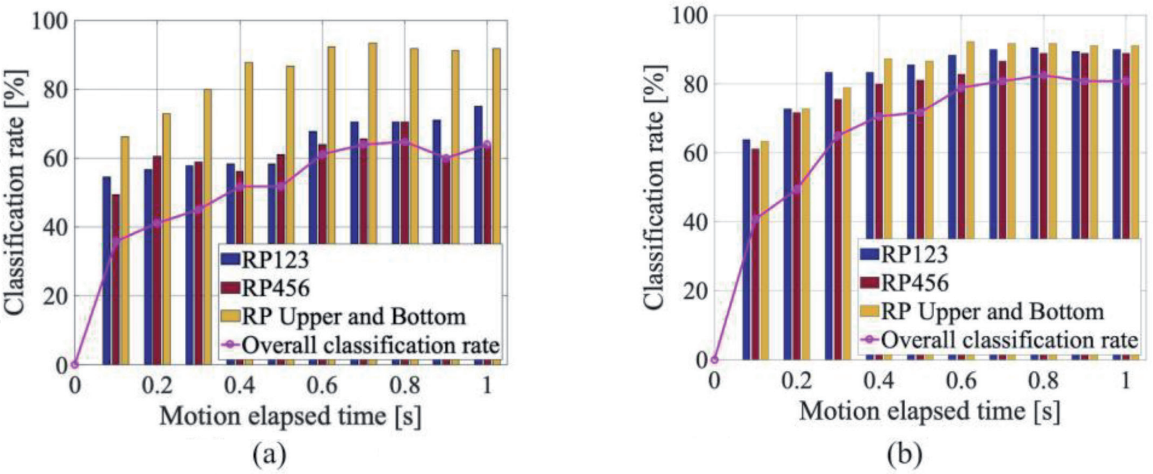 100
80
60
40
20
0
Classification rate [%]
RP123
RP456
RP Upper and Bottom
Overall classification rate
0 0.2 0.4 0.6 0.8 1
Motion elapsed time [s]
(a)
100
80
60
40
20
0
Classification rate [%]
RP123
RP456
RP Upper and Bottom
Overall classification rate
0 0.2 0.4 0.6 0.8 1
Motion elapsed time [s]
(b)